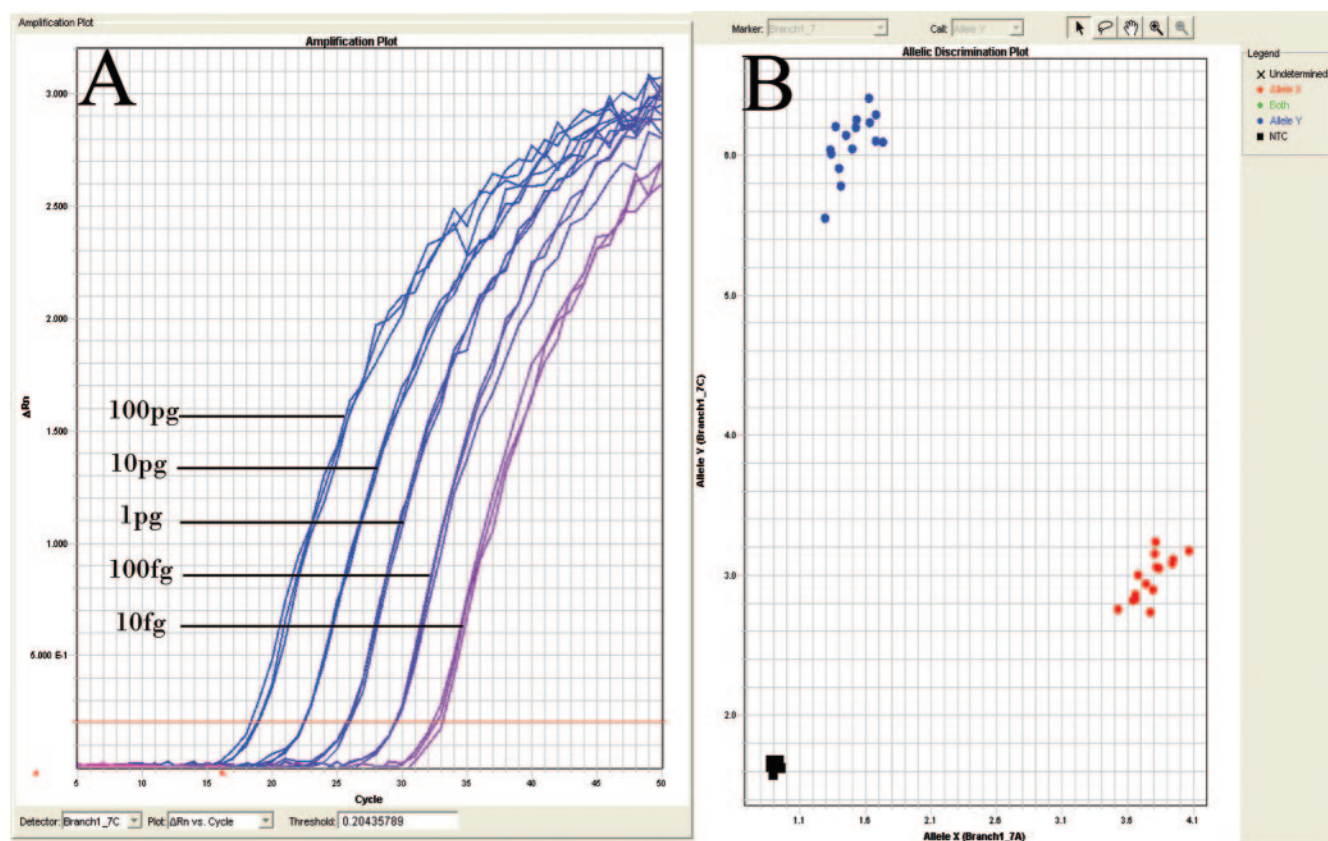 Amplification Plot
Amplification Plot
A
3.000
2.500
2.000
1.500
1.000
5.000 E-1
ΔRn
100pg
10pg
1pg
100fg
10fg
5 10 15 20 25 30 35 40 45 50
Cycle
Detector: Branch1_7C Plot: ΔRn vs. Cycle Threshold: 0.20435789
Marker: Branch1_7 Call: Allele Y
Allelic Discrimination Plot
B
6.0
5.0
4.0
3.0
2.0
Allele Y (Branch1_7C)
1.1 1.6 2.1 2.6 3.1 3.6 4.1
Allele X (Branch1_7A)
Legend
Undetermined
Allele X
Both
Allele Y
NTC